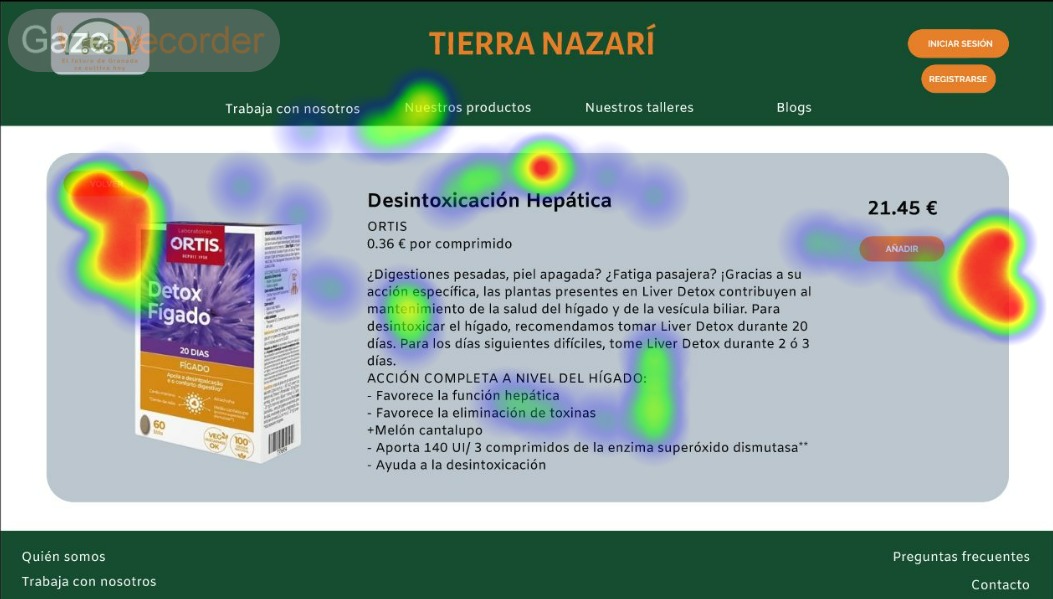 GazeRecorder
El futuro de Granada
se cultiva hoy
TIERRA NAZARÍ
INICIAR SESIÓN
REGISTRARSE
Trabaja con nosotros
Nuestros productos
Nuestros talleres
Blogs
VOLVER
Desintoxicación Hepática
ORTIS
0.36 € por comprimido
21.45 €
AÑADIR
¿Digestiones pesadas, piel apagada? ¿Fatiga pasajera? ¡Gracias a su
acción específica, las plantas presentes en Liver Detox contribuyen al
mantenimiento de la salud del hígado y de la vesícula biliar. Para
desintoxicar el hígado, recomendamos tomar Liver Detox durante 20
días. Para los días siguientes difíciles, tome Liver Detox durante 2 ó 3
días.
ACCIÓN COMPLETA A NIVEL DEL HÍGADO:
- Favorece la función hepática
- Favorece la eliminación de toxinas
+Melón cantalupo
- Aporta 140 UI/ 3 comprimidos de la enzima superóxido dismutasa**
- Ayuda a la desintoxicación
Laboratoires
ORTIS
DEPUIS 1958
Detox
Fígado
20 DIAS
FÍGADO
60
100%
Quién somos
Trabaja con nosotros
Preguntas frecuentes
Contacto